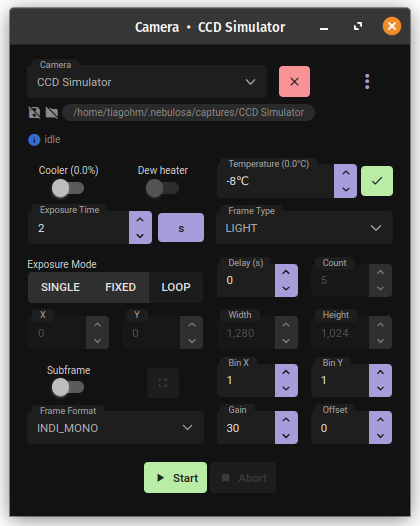 Camera • CCD Simulator
Camera
CCD Simulator
/home/tiagohm/.nebulosa/captures/CCD Simulator
idle
Cooler (0.0%)
Dew heater
Temperature (0.0°C)
-8℃
Exposure Time
2
s
Frame Type
LIGHT
Exposure Mode
SINGLE FIXED LOOP
Delay (s)
0
Count
5
X
0
Y
0
Width
1,280
Height
1,024
Subframe
Bin X
1
Bin Y
1
Frame Format
INDI_MONO
Gain
30
Offset
0
Start
Abort